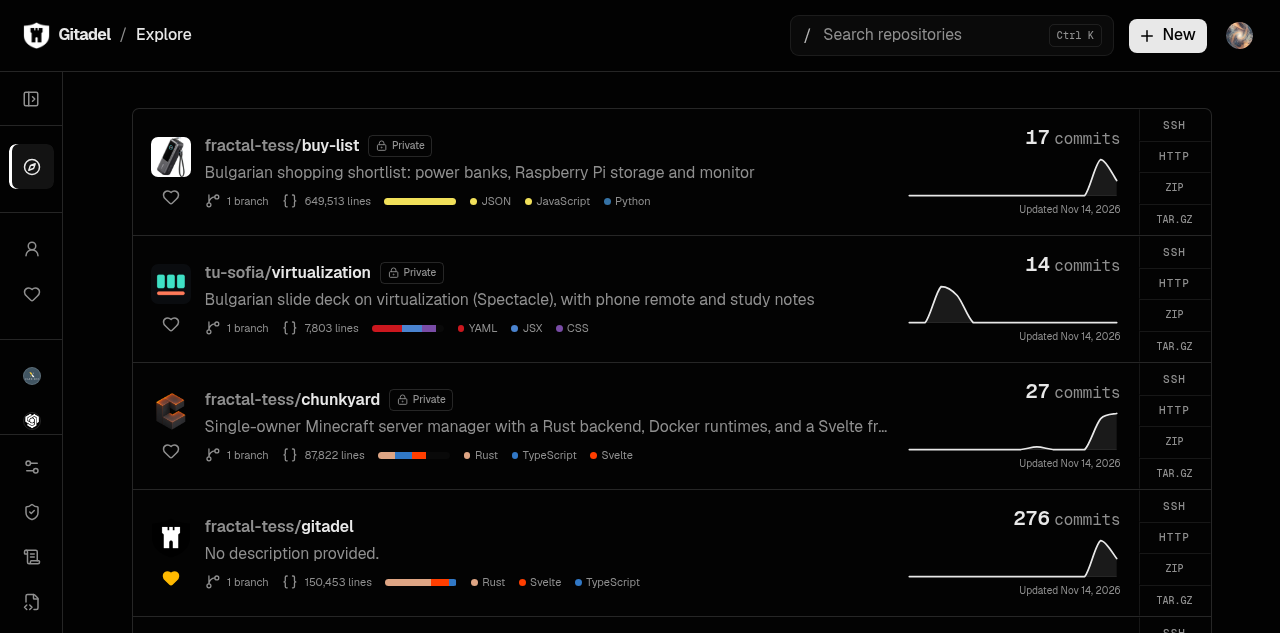 Gitadel / Explore
/ Search repositories Ctrl K
New
fractal-tess/buy-list Private
Bulgarian shopping shortlist: power banks, Raspberry Pi storage and monitor
1 branch 649,513 lines JSON JavaScript Python
17 commits
Updated Nov 14, 2026
SSH
HTTP
ZIP
TAR.GZ
tu-sofia/virtualization Private
Bulgarian slide deck on virtualization (Spectacle), with phone remote and study notes
1 branch 7,803 lines YAML JSX CSS
14 commits
Updated Nov 14, 2026
SSH
HTTP
ZIP
TAR.GZ
fractal-tess/chunkyard Private
Single-owner Minecraft server manager with a Rust backend, Docker runtimes, and a Svelte fr...
1 branch 87,822 lines Rust TypeScript Svelte
27 commits
Updated Nov 14, 2026
SSH
HTTP
ZIP
TAR.GZ
fractal-tess/gitadel
No description provided.
1 branch 150,453 lines Rust Svelte TypeScript
276 commits
Updated Nov 14, 2026
SSH
HTTP
ZIP
TAR.GZ
SSH